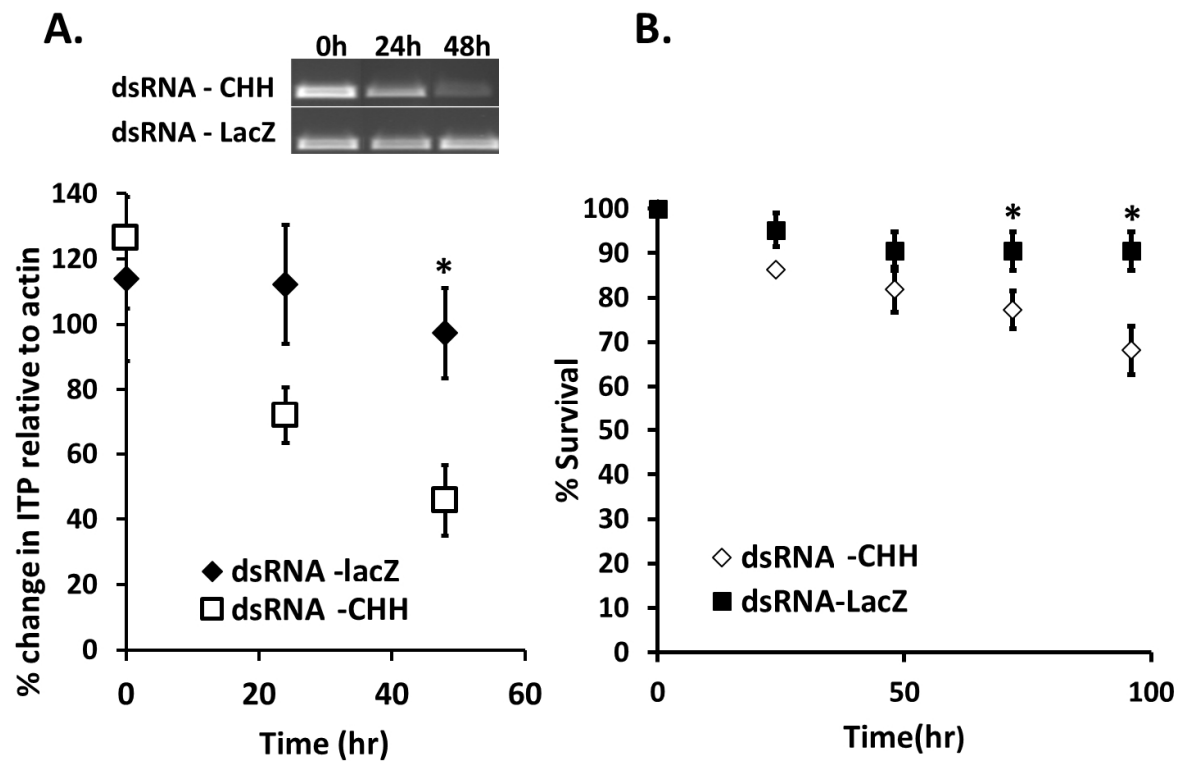 A.
0h 24h 48h
dsRNA - CHH
dsRNA - LacZ
% change in ITP relative to actin
140
120
100
80
60
40
20
0
*
dsRNA -lacZ
dsRNA -CHH
0 20 40 60
Time (hr)
B.
% Survival
100
90
80
70
60
50
40
30
20
10
0
* *
dsRNA -CHH
dsRNA-LacZ
0 50 100
Time(hr)